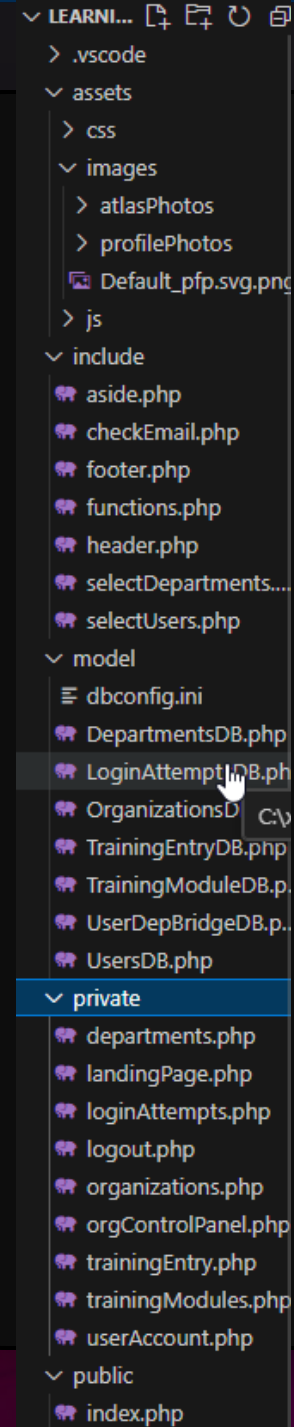 LEARNI...
.vscode
assets
css
images
atlasPhotos
profilePhotos
Default_pfp.svg.png
js
include
aside.php
checkEmail.php
footer.php
functions.php
header.php
selectDepartments....
selectUsers.php
model
dbconfig.ini
DepartmentsDB.php
LoginAttemptDB.ph
OrganizationsD C:\x
TrainingEntryDB.php
TrainingModuleDB.p...
UserDepBridgeDB.p...
UsersDB.php
private
departments.php
landingPage.php
loginAttempts.php
logout.php
organizations.php
orgControlPanel.php
trainingEntry.php
trainingModules.php
userAccount.php
public
index.php